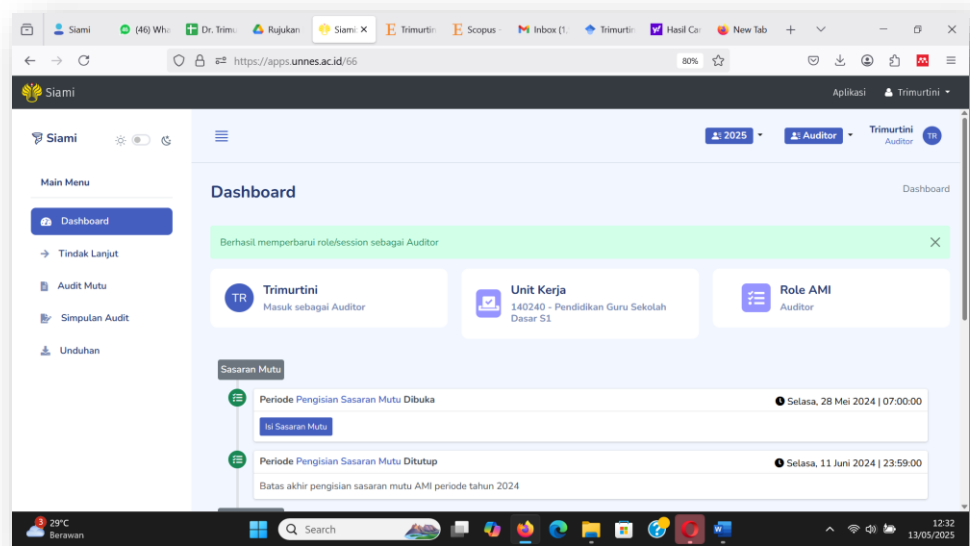 Siami
(46) Wha
Dr. Trimu
Rujukan
Siami
Trimurtin
Scopus -
Inbox (1,
Trimurtin
Hasil Car
New Tab
https://apps.unnes.ac.id/66
80%
Siami
Aplikasi
Trimurtini
Siami
2025
Auditor
Trimurtini
Auditor
TR
Main Menu
Dashboard
Tindak Lanjut
Audit Mutu
Simpulan Audit
Unduhan
Dashboard
Dashboard
Berhasil memperbarui role/session sebagai Auditor
TR
Trimurtini
Masuk sebagai Auditor
Unit Kerja
140240 - Pendidikan Guru Sekolah
Dasar S1
Role AMI
Auditor
Sasaran Mutu
Periode Pengisian Sasaran Mutu Dibuka
Selasa, 28 Mei 2024 | 07:00:00
Isi Sasaran Mutu
Periode Pengisian Sasaran Mutu Ditutup
Selasa, 11 Juni 2024 | 23:59:00
Batas akhir pengisian sasaran mutu AMI periode tahun 2024
3
29°C
Berawan
Search
12:32
13/05/2025